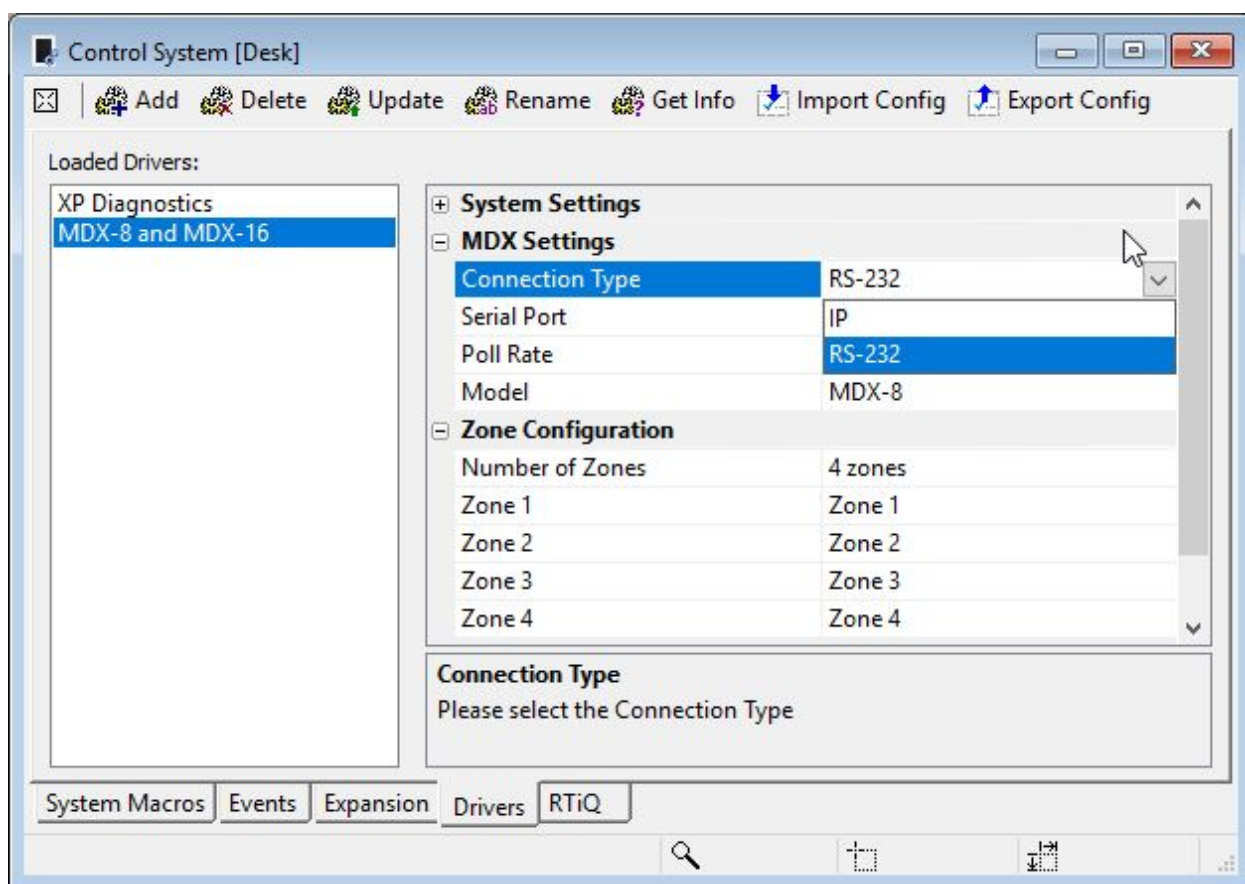 Control System [Desk]
Add Delete Update Rename Get Info Import Config Export Config
Loaded Drivers:
XP Diagnostics
MDX-8 and MDX-16
System Settings
MDX Settings
Connection Type RS-232
Serial Port IP
Poll Rate RS-232
Model MDX-8
Zone Configuration
Number of Zones 4 zones
Zone 1 Zone 1
Zone 2 Zone 2
Zone 3 Zone 3
Zone 4 Zone 4
Connection Type
Please select the Connection Type
System Macros Events Expansion Drivers RTiQ